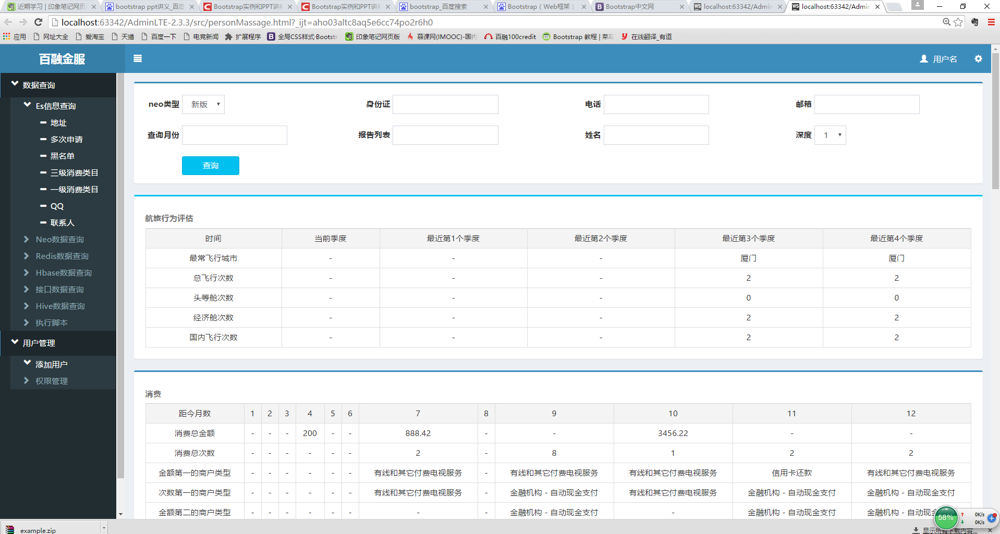 近期学习 | 印象笔记网页
bootstrap ppt讲义_百度
Bootstrap实例和PPT讲解
Bootstrap实例和PPT讲解
bootstrap_百度搜索
Bootstrap（Web框架）
Bootstrap中文网
localhost:63342/Admin
localhost:63342/Admin
localhost:63342/AdminLTE-2.3.3/src/personMassage.html?_ijt=aho03altc8aq5e6cc74po2r6h0
应用 网址大全 爱淘宝 天猫 百度一下 电竞新闻 扩展程序 全局CSS样式·Bootstr 印象笔记网页版 慕课网(IMOOC)-国内 百融100credit Bootstrap 教程 | 菜鸟 在线翻译_有道
百融金服 用户名
数据查询
Es信息查询
地址
多次申请
黑名单
三级消费类目
一级消费类目
QQ
联系人
Neo数据查询
Redis数据查询
Hbase数据查询
接口数据查询
Hive数据查询
执行脚本
用户管理
添加用户
权限管理
neo类型 新版 身份证 电话 邮箱
查询月份 报告列表 姓名 深度 1
查询
航旅行为评估
时间 当前季度 最近第1个季度 最近第2个季度 最近第3个季度 最近第4个季度
最常飞行城市 - - - 厦门 厦门
总飞行次数 - - - 2 2
头等舱次数 - - - 0 0
经济舱次数 - - - 2 2
国内飞行次数 - - - 2 2
消费
距今月数 1 2 3 4 5 6 7 8 9 10 11 12
消费总金额 - - - 200 - - 888.42 - - 3456.22 - -
消费总次数 - - - - - - 2 - 8 1 2 2
金额第一的商户类型 - - - - - - 有线和其它付费电视服务 - 有线和其它付费电视服务 有线和其它付费电视服务 信用卡还款 有线和其它付费电视服务
次数第一的商户类型 - - - - - - 有线和其它付费电视服务 - 金融机构 - 自动现金支付 有线和其它付费电视服务 金融机构 - 自动现金支付 金融机构 - 自动现金支付
金额第二的商户类型 - - - - - - - - 金融机构 - 自动现金支付 - 金融机构 - 自动现金支付 金融机构 - 自动现金支
58% 0K/s
0K/s
example.zip 显示所有下载内容...